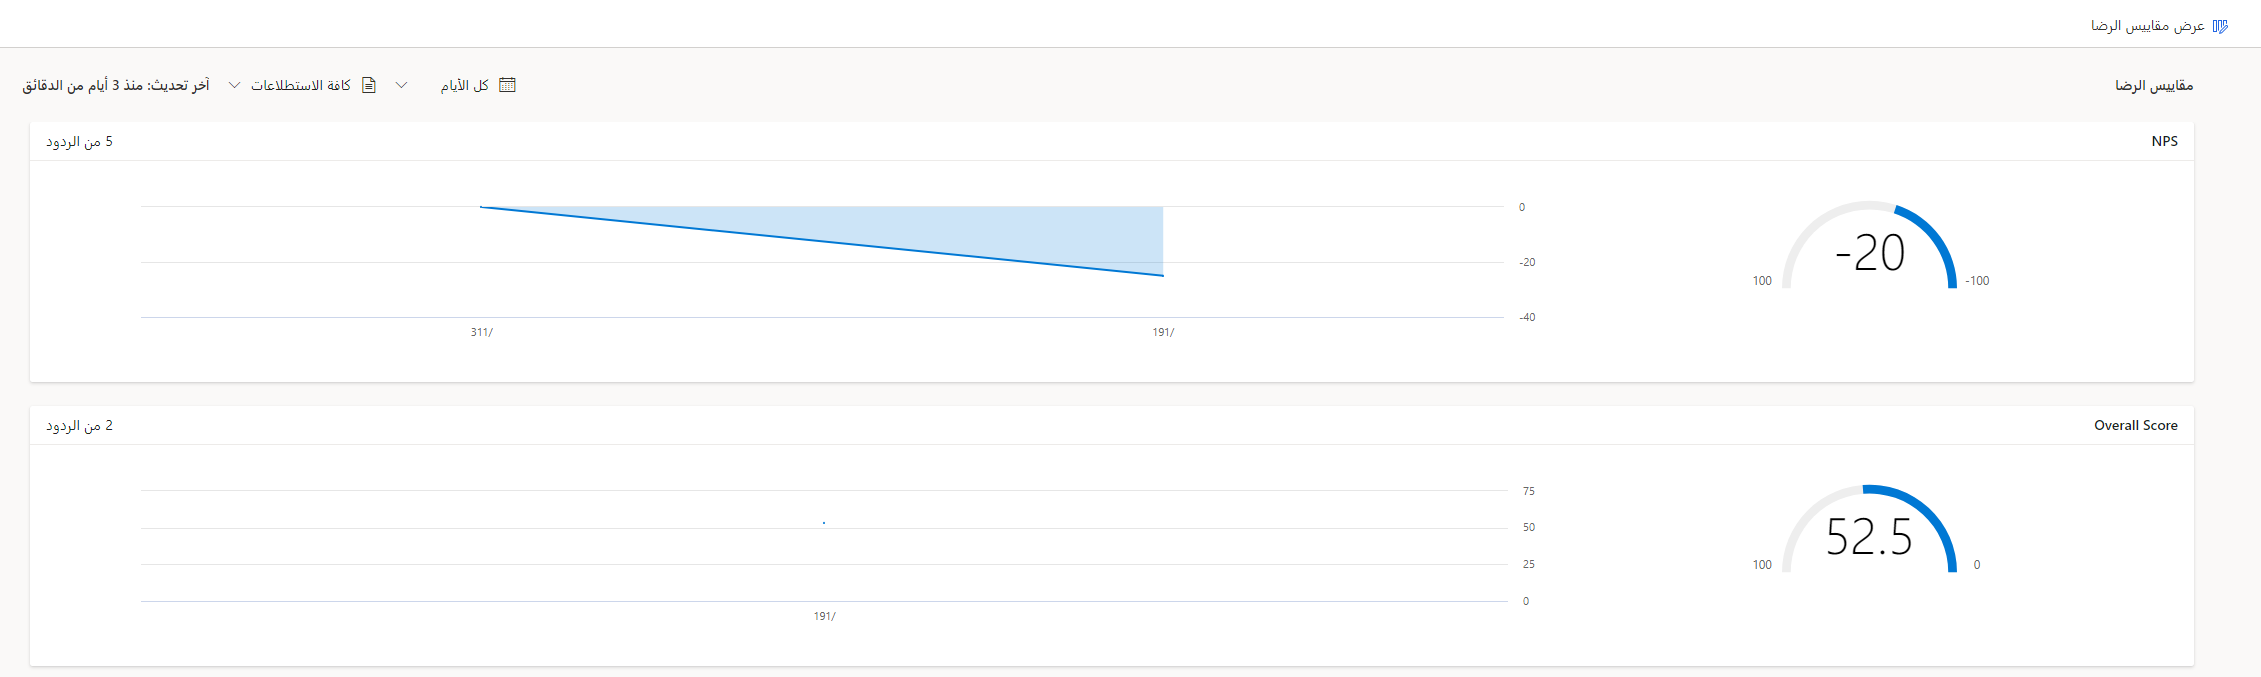 عرض مقاييس الرضا
مقاييس الرضا
كل الأيام
كافة الاستطلاعات
آخر تحديث: منذ 3 أيام من الدقائق
NPS
5 من الردود
-20
-100
100
0
-20
-40
191/
311/
Overall Score
2 من الردود
52.5
0
100
75
50
25
0
191/